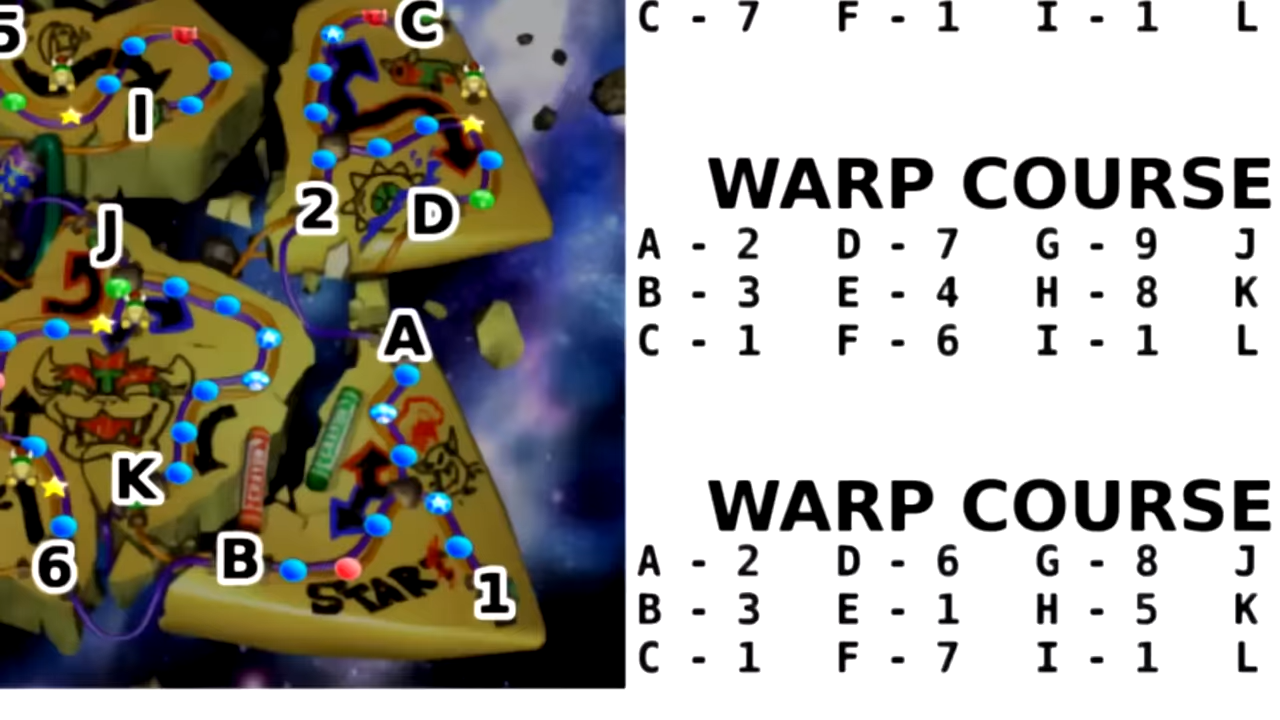 5
I
C
2
D
J
A
K
B
6
START
1
C - 7 F - 1 I - 1 L
WARP COURSE
A - 2 D - 7 G - 9 J
B - 3 E - 4 H - 8 K
C - 1 F - 6 I - 1 L
WARP COURSE
A - 2 D - 6 G - 8 J
B - 3 E - 1 H - 5 K
C - 1 F - 7 I - 1 L